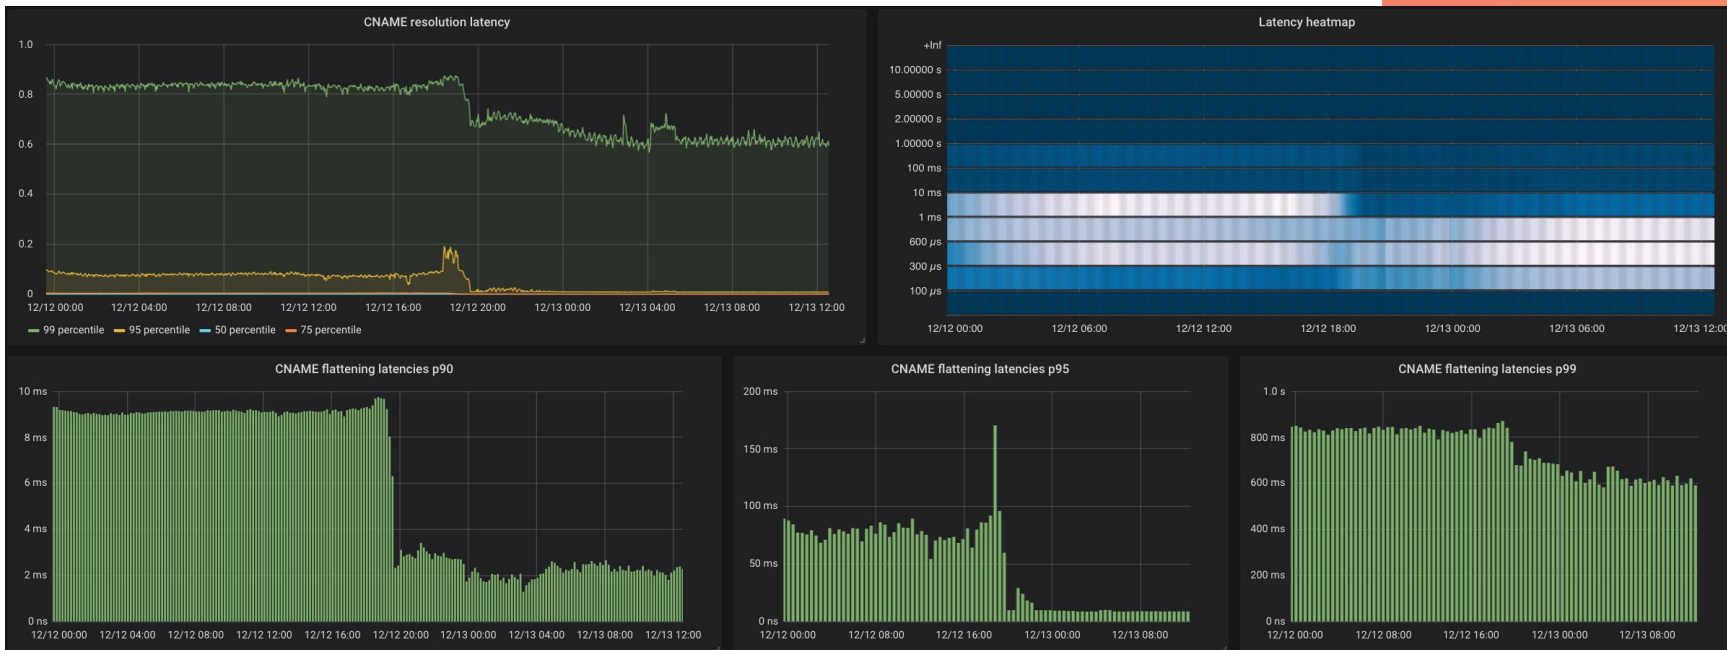 CNAME resolution latency
1.0
0.8
0.6
0.4
0.2
0
12/12 00:00 12/12 04:00 12/12 08:00 12/12 12:00 12/12 16:00 12/12 20:00 12/13 00:00 12/13 04:00 12/13 08:00 12/13 12:00
99 percentile 95 percentile 50 percentile 75 percentile
Latency heatmap
+Inf
10.00000 s
5.00000 s
2.00000 s
1.00000 s
100 ms
10 ms
1 ms
600 µs
300 µs
100 µs
12/12 00:00 12/12 06:00 12/12 12:00 12/12 18:00 12/13 00:00 12/13 06:00 12/13 12:00
CNAME flattening latencies p90
10 ms
8 ms
6 ms
4 ms
2 ms
0 ns
12/12 00:00 12/12 04:00 12/12 08:00 12/12 12:00 12/12 16:00 12/12 20:00 12/13 00:00 12/13 04:00 12/13 08:00 12/13 12:00
CNAME flattening latencies p95
200 ms
150 ms
100 ms
50 ms
0 ns
12/12 00:00 12/12 08:00 12/12 16:00 12/13 00:00 12/13 08:00
CNAME flattening latencies p99
1.0 s
800 ms
600 ms
400 ms
200 ms
0 ns
12/12 00:00 12/12 08:00 12/12 16:00 12/13 00:00 12/13 08:00